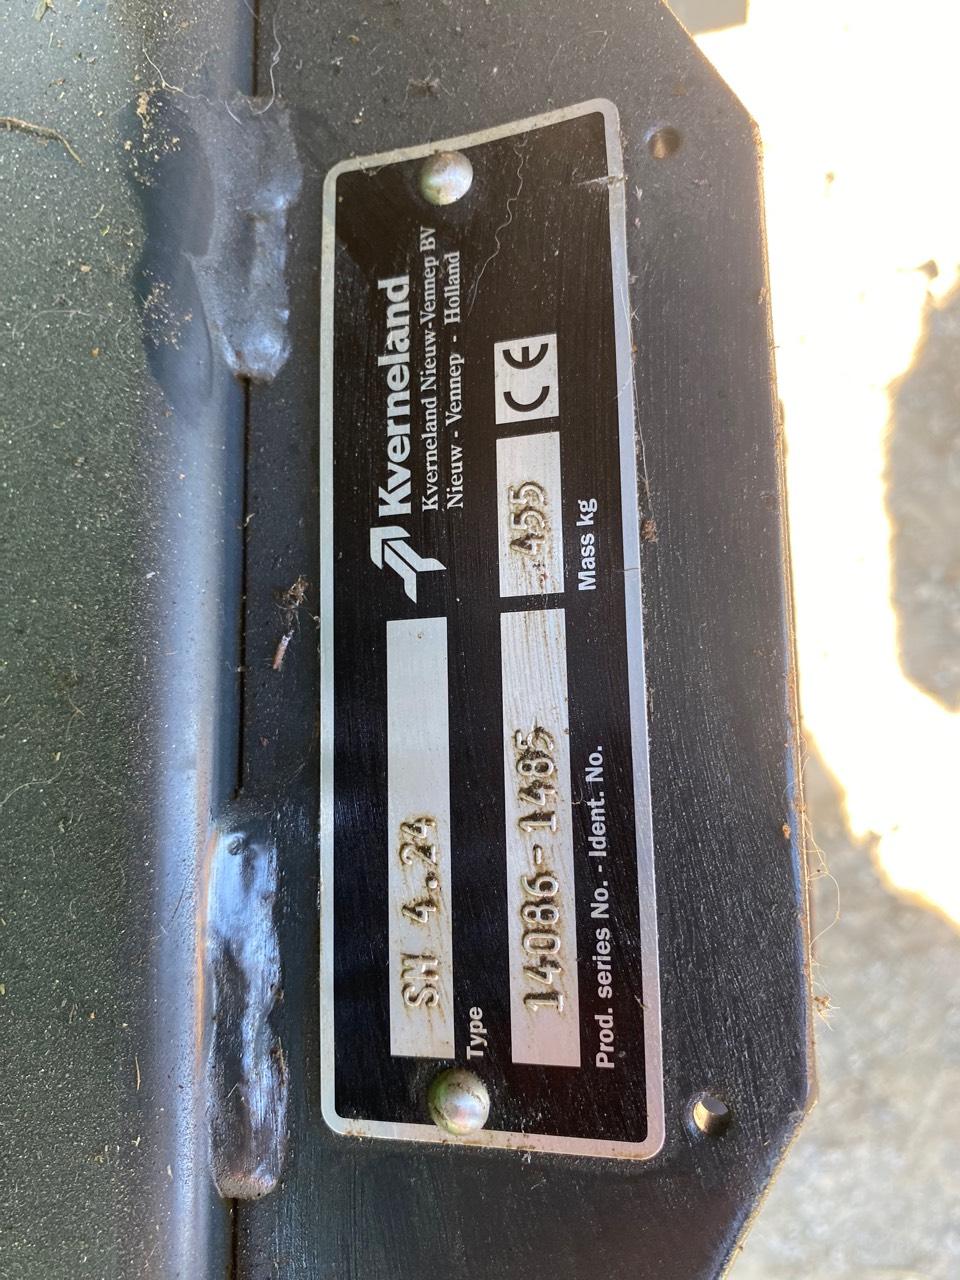 Kverneland
Kverneland Nieuw-Vennep BV
Nieuw - Vennep - Holland
SM 4.24
Type
14086-1485
455
CE
Prod. series No. - Ident. No.
Mass kg